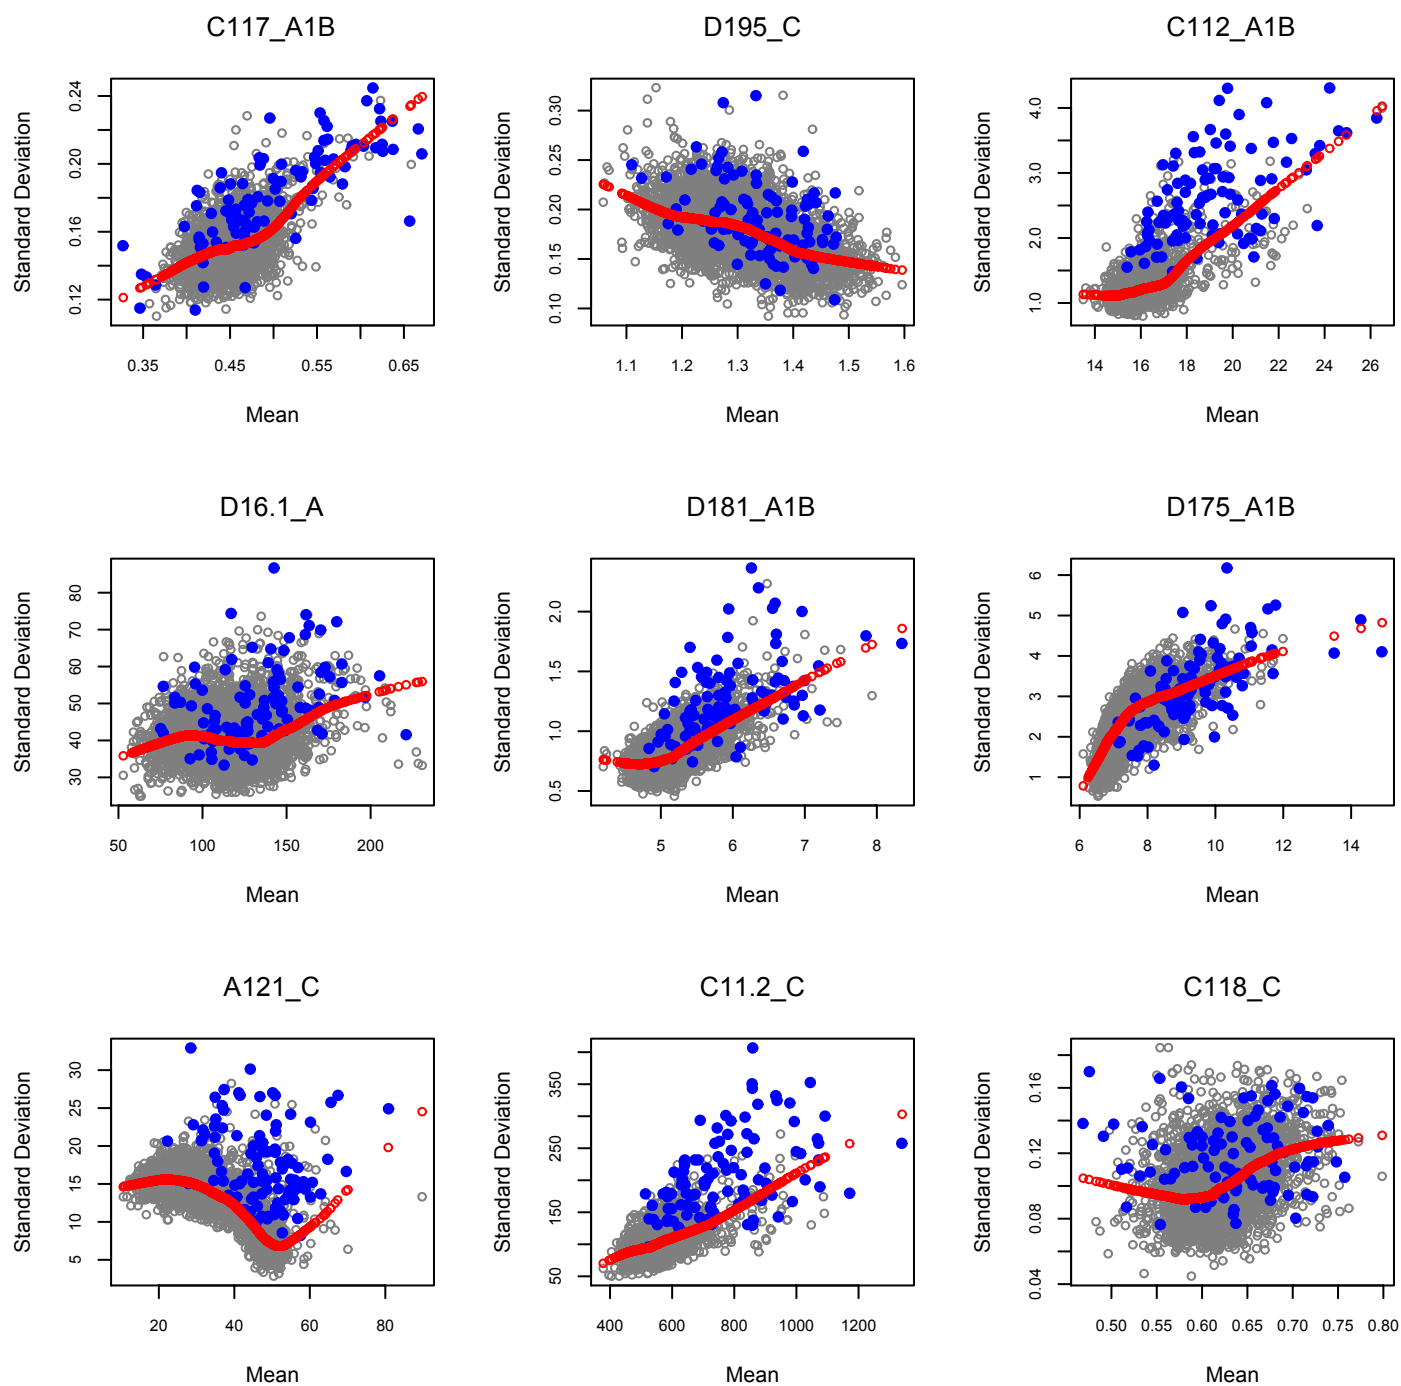 C117_A1B
D195_C
C112_A1B
Standard Deviation
0.12 0.16 0.20 0.24
0.35 0.45 0.55 0.65
Mean
Standard Deviation
0.10 0.15 0.20 0.25 0.30
1.1 1.2 1.3 1.4 1.5 1.6
Mean
Standard Deviation
1.0 2.0 3.0 4.0
14 16 18 20 22 24 26
Mean
D16.1_A
D181_A1B
D175_A1B
Standard Deviation
30 40 50 60 70 80
50 100 150 200
Mean
Standard Deviation
0.5 1.0 1.5 2.0
5 6 7 8
Mean
Standard Deviation
1 2 3 4 5 6
6 8 10 12 14
Mean
A121_C
C11.2_C
C118_C
Standard Deviation
5 10 15 20 25 30
20 40 60 80
Mean
Standard Deviation
50 150 250 350
400 600 800 1000 1200
Mean
Standard Deviation
0.04 0.08 0.12 0.16
0.50 0.55 0.60 0.65 0.70 0.75 0.80
Mean